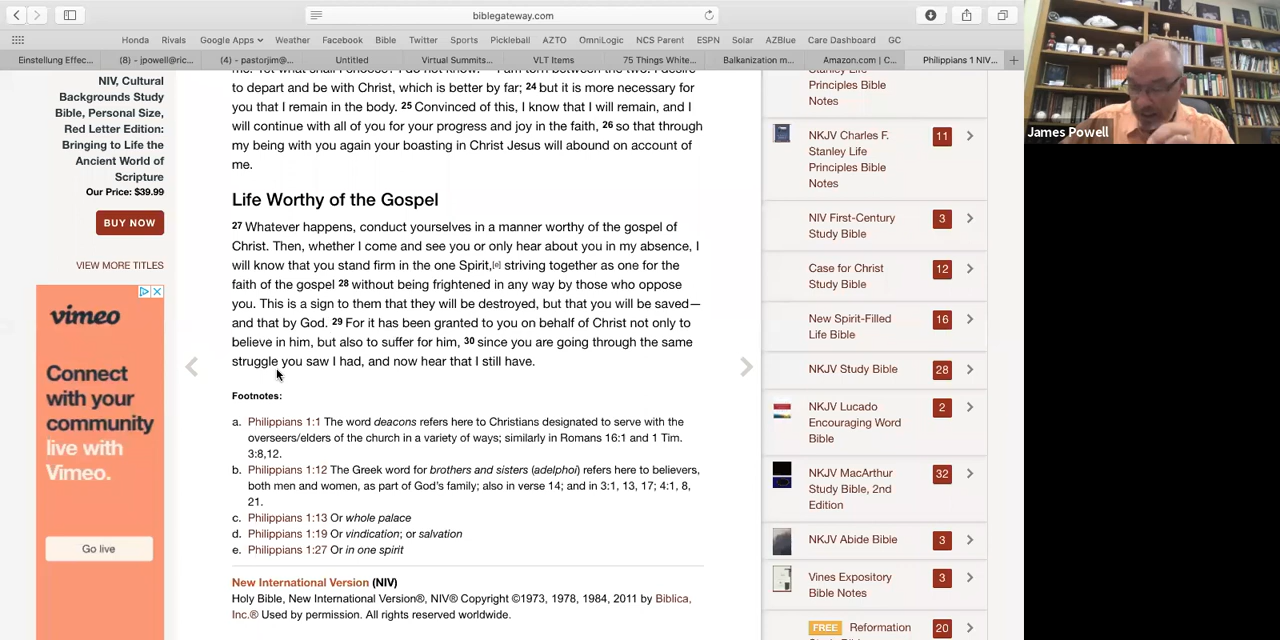 biblegateway.com
Honda Rivals Google Apps Weather Facebook Bible Twitter Sports Pickleball AZTO OmniLogic NCS Parent ESPN Solar AZBlue Care Dashboard GC
Einstellung Effec... (8) - jpowell@ric... (4) - pastorjim@... Untitled Virtual Summits... VLT Items 75 Things White... Balkanization m... Amazon.com | C... Philippians 1 NIV...
NIV, Cultural
Backgrounds Study
Bible, Personal Size,
Red Letter Edition:
Bringing to Life the
Ancient World of
Scripture
Our Price: $39.99
BUY NOW
VIEW MORE TITLES
vimeo
Connect
with your
community
live with
Vimeo.
Go live
to depart and be with Christ, which is better by far; 24 but it is more necessary for
you that I remain in the body. 25 Convinced of this, I know that I will remain, and I
will continue with all of you for your progress and joy in the faith, 26 so that through
my being with you again your boasting in Christ Jesus will abound on account of
me.
Life Worthy of the Gospel
27 Whatever happens, conduct yourselves in a manner worthy of the gospel of
Christ. Then, whether I come and see you or only hear about you in my absence, I
will know that you stand firm in the one Spirit,[e] striving together as one for the
faith of the gospel 28 without being frightened in any way by those who oppose
you. This is a sign to them that they will be destroyed, but that you will be saved—
and that by God. 29 For it has been granted to you on behalf of Christ not only to
believe in him, but also to suffer for him, 30 since you are going through the same
struggle you saw I had, and now hear that I still have.
Footnotes:
a. Philippians 1:1 The word deacons refers here to Christians designated to serve with the
overseers/elders of the church in a variety of ways; similarly in Romans 16:1 and 1 Tim.
3:8,12.
b. Philippians 1:12 The Greek word for brothers and sisters (adelphoi) refers here to believers,
both men and women, as part of God's family; also in verse 14; and in 3:1, 13, 17; 4:1, 8,
21.
c. Philippians 1:13 Or whole palace
d. Philippians 1:19 Or vindication; or salvation
e. Philippians 1:27 Or in one spirit
New International Version (NIV)
Holy Bible, New International Version®, NIV® Copyright ©1973, 1978, 1984, 2011 by Biblica,
Inc.® Used by permission. All rights reserved worldwide.
Stanley Life
Principles Bible
Notes
NKJV Charles F. 11
Stanley Life
Principles Bible
Notes
NIV First-Century 3
Study Bible
Case for Christ 12
Study Bible
New Spirit-Filled 16
Life Bible
NKJV Study Bible 28
NKJV Lucado 2
Encouraging Word
Bible
NKJV MacArthur 32
Study Bible, 2nd
Edition
NKJV Abide Bible 3
Vines Expository 3
Bible Notes
FREE Reformation 20
James Powell